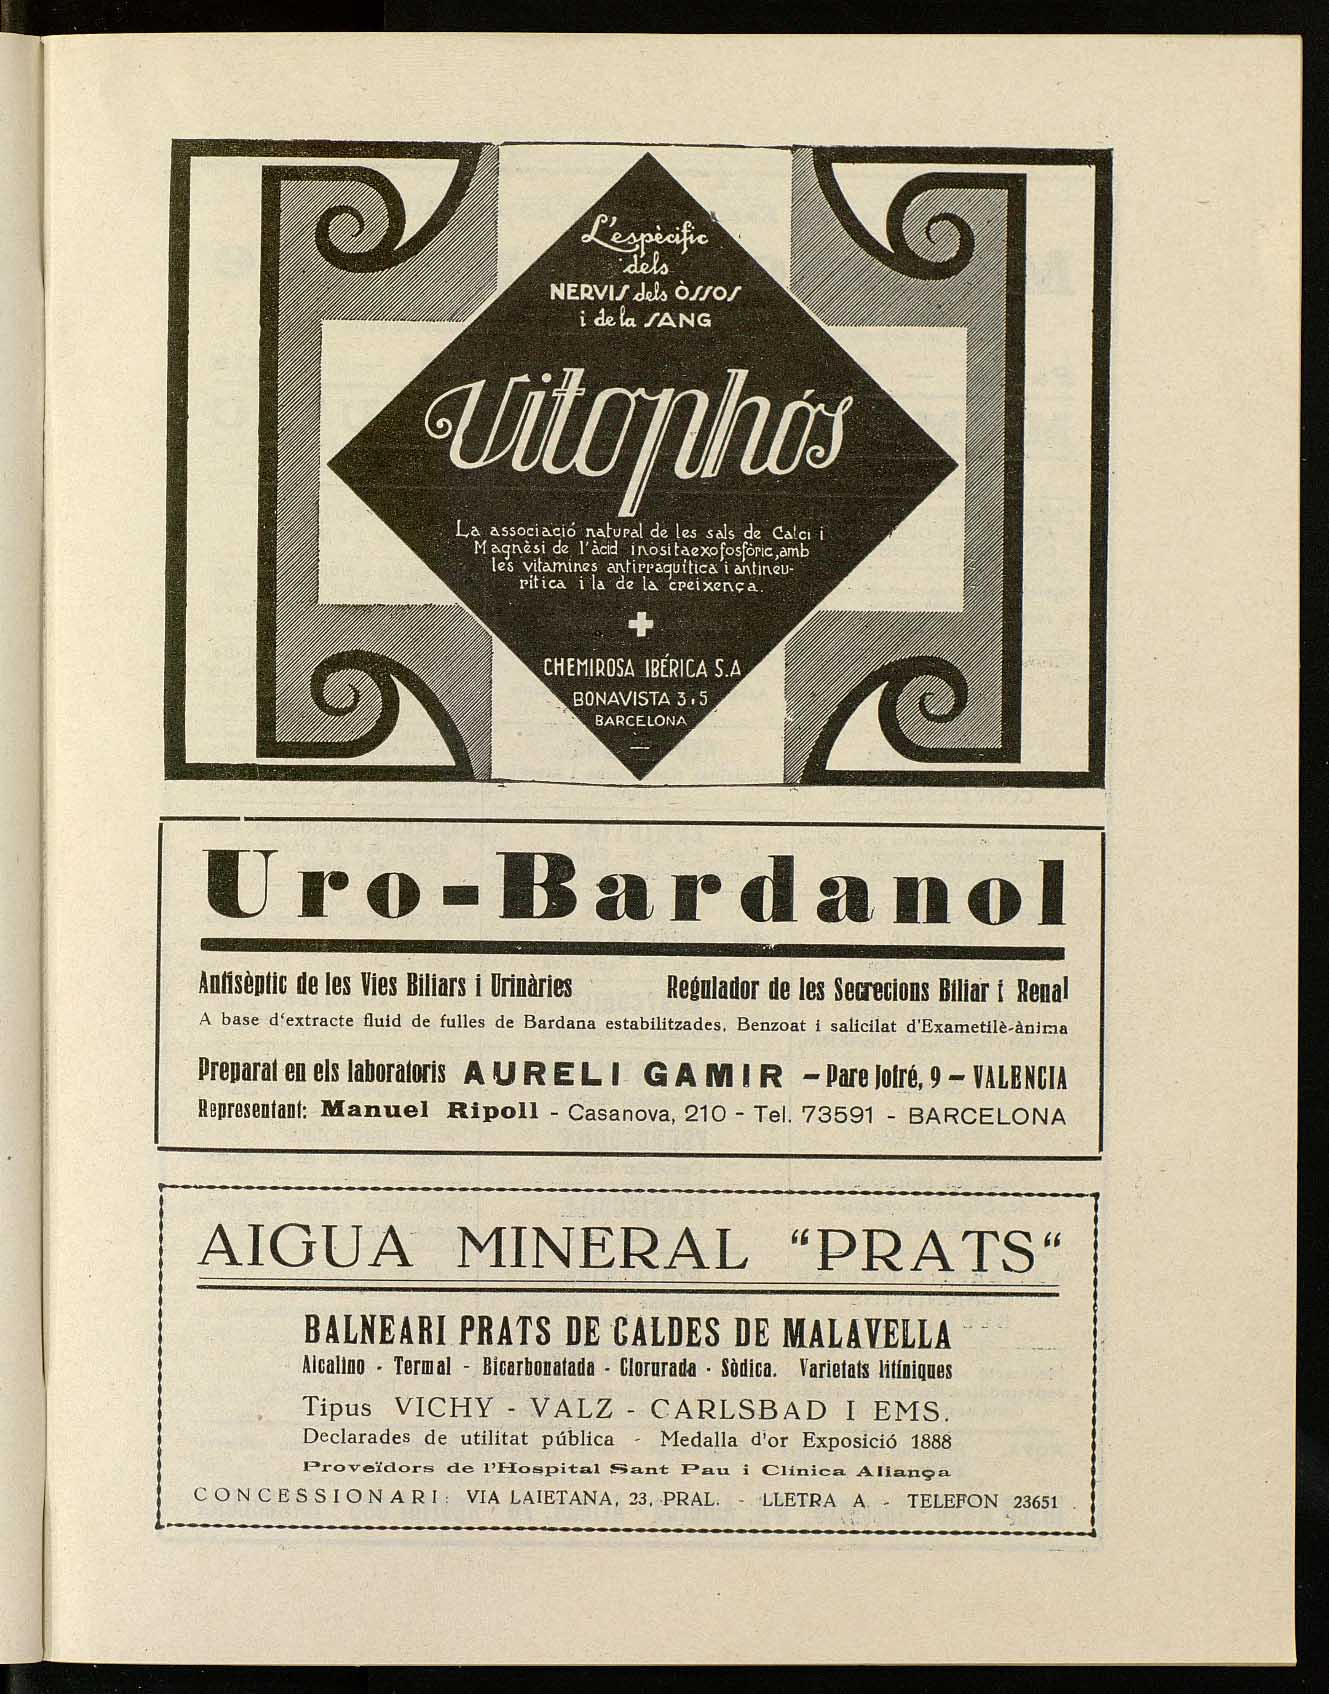 L'espècific
dels
NERVIS dels ÒSSOS
i de la SANG
Vitophós
La associació natural de les sals de Calci i
Magnèsi de l'àcid inositaexofosfòric, amb
les vitamines antirraquítica i antineu-
rítica i la de la creixença.
CHEMIROSA IBÉRICA S.A
BONAVISTA 3 i 5
BARCELONA
Uro-Bardanol
Antisèptic de les Vies Biliars i Urinàries Regulador de les Secrecions Biliar i Renal
A base d'extracte fluid de fulles de Bardana estabilitzades, Benzoat i salicilat d'Exametilè-ànima
Preparat en els laboratoris AURELI GAMIR - Pare Jofré, 9 - VALENCIA
Representant: Manuel Ripoll - Casanova, 210 - Tel. 73591 - BARCELONA
AIGUA MINERAL "PRATS"
BALNEARI PRATS DE CALDES DE MALAVELLA
Alcalino - Termal - Bicarbonatada - Clorurada - Sòdica. Varietats litíniques
Tipus VICHY - VALZ - CARLSBAD I EMS.
Declarades de utilitat pública - Medalla d'or Exposició 1888
Proveïdors de l'Hospital Sant Pau i Clínica Aliança
CONCESSIONARI: VIA LAIETANA, 23, PRAL. - LLETRA A. - TELEFON 23651